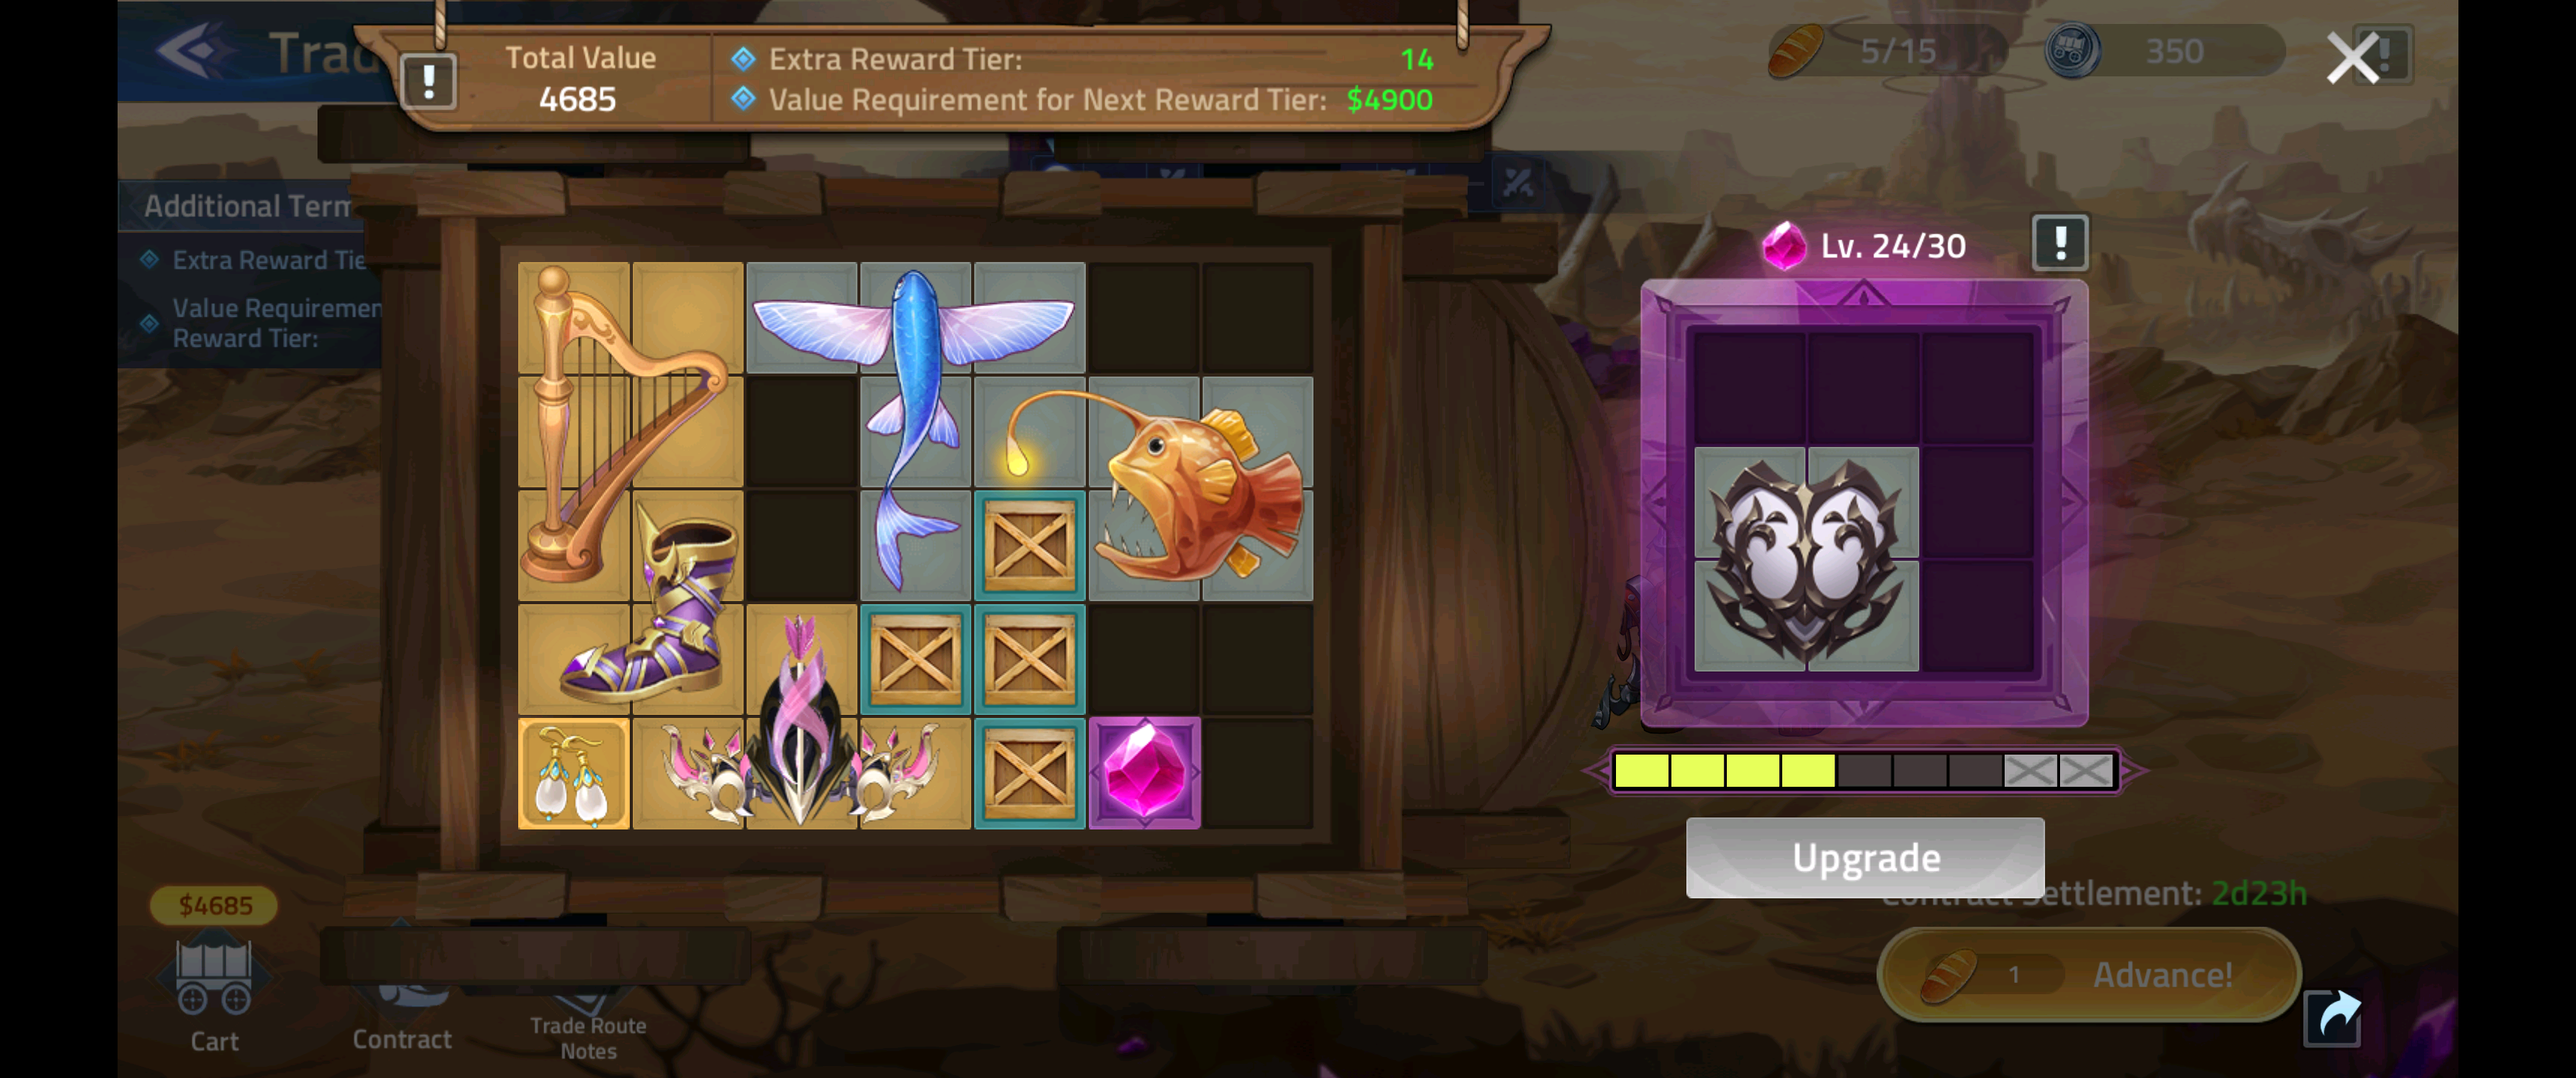 Trad
Total Value
4685
Extra Reward Tier: 14
Value Requirement for Next Reward Tier: $4900
5/15
350
Additional Term
Extra Reward Tie
Value Requiremen
Reward Tier:
Lv. 24/30
Upgrade
Contract Settlement: 2d23h
1 Advance!
$4685
Cart
Contract
Trade Route
Notes